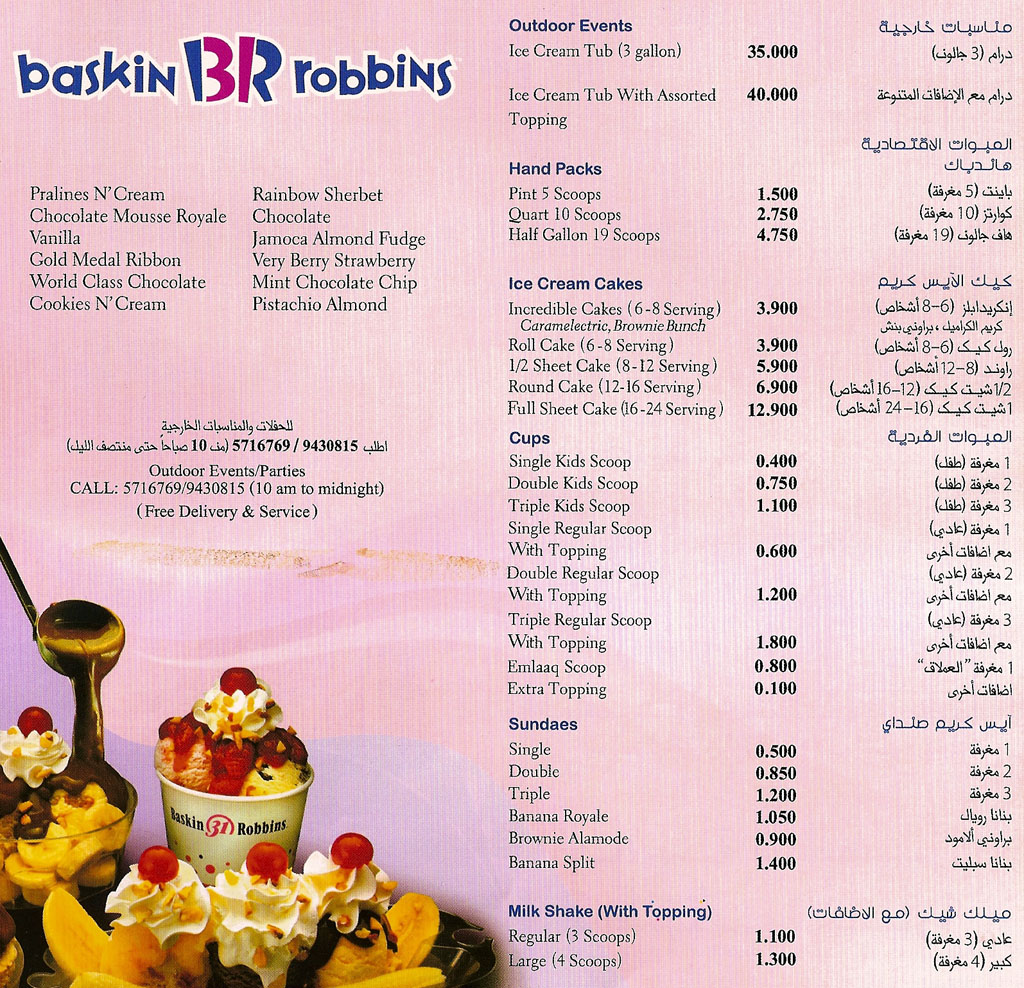 baskin BR robbins
Pralines N' Cream
Chocolate Mousse Royale
Vanilla
Gold Medal Ribbon
World Class Chocolate
Cookies N' Cream
Rainbow Sherbet
Chocolate
Jamoca Almond Fudge
Very Berry Strawberry
Mint Chocolate Chip
Pistachio Almond
للحفلات والمناسبات الخارجية
اطلب 9430815 / 5716769 (من 10 صباحاً حتى منتصف الليل)
Outdoor Events/Parties
CALL: 5716769/9430815 (10 am to midnight)
(Free Delivery & Service)
Baskin 31 Robbins
Outdoor Events مناسبات خارجية
Ice Cream Tub (3 gallon) 35.000 درام (3 جالون)
Ice Cream Tub With Assorted 40.000 درام مع الإضافات المتنوعة
Topping
العبوات الاقتصادية
هاندباك
Hand Packs
Pint 5 Scoops 1.500 باينت (5 مغرفة)
Quart 10 Scoops 2.750 كوارتز (10 مغرفة)
Half Gallon 19 Scoops 4.750 هاف جالون (19 مغرفة)
Ice Cream Cakes كيك الآيس كريم
Incredible Cakes (6-8 Serving) 3.900 إنكريدابلز (6-8 أشخاص)
Caramelectric, Brownie Bunch كريم الكراميل، براوني بنش
Roll Cake (6-8 Serving) 3.900 رول كيك (6-8 أشخاص)
1/2 Sheet Cake (8-12 Serving) 5.900 راوند (8-12 أشخاص)
Round Cake (12-16 Serving) 6.900 1/2 شيت كيك (12-16 أشخاص)
Full Sheet Cake (16-24 Serving) 12.900 1 شيت كيك (16-24 أشخاص)
Cups العبوات الفردية
Single Kids Scoop 0.400 1 مغرفة (طفل)
Double Kids Scoop 0.750 2 مغرفة (طفل)
Triple Kids Scoop 1.100 3 مغرفة (طفل)
Single Regular Scoop 1 مغرفة (عادي)
With Topping 0.600 مع اضافات أخرى
Double Regular Scoop 2 مغرفة (عادي)
With Topping 1.200 مع اضافات أخرى
Triple Regular Scoop 3 مغرفة (عادي)
With Topping 1.800 مع اضافات أخرى
Emlaaq Scoop 0.800 1 مغرفة "العملاق"
Extra Topping 0.100 اضافات أخرى
Sundaes آيس كريم صنداي
Single 0.500 1 مغرفة
Double 0.850 2 مغرفة
Triple 1.200 3 مغرفة
Banana Royale 1.050 بنانا رويال
Brownie Alamode 0.900 براوني ألامود
Banana Split 1.400 بنانا سبليت
Milk Shake (With Topping) ميلك شيك (مع الاضافات)
Regular (3 Scoops) 1.100 عادي (3 مغرفة)
Large (4 Scoops) 1.300 كبير (4 مغرفة)